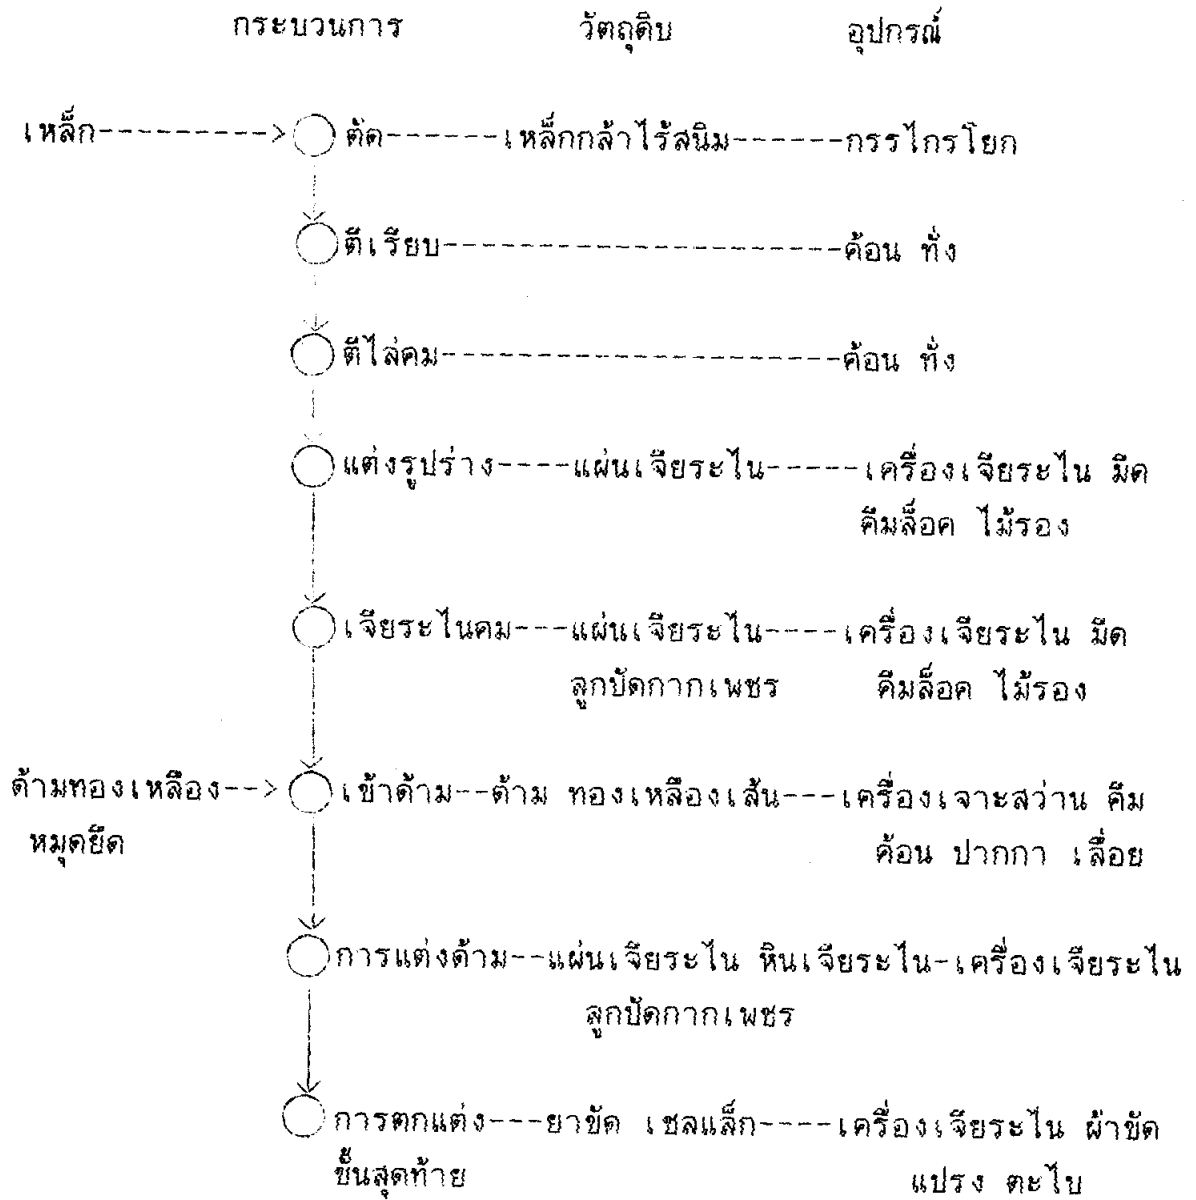 กระบวนการ วัตถุดิบ อุปกรณ์
เหล็ก---------> ตัด------เหล็กกล้าไร้สนิม------กรรไกรโยก
ตีเรียบ---------------------ค้อน ทั่ง
ตีไล่คม---------------------ค้อน ทั่ง
แต่งรูปร่าง----แผ่นเจียระไน-----เครื่องเจียระไน มีด
คีมล็อค ไม้รอง
เจียระไนคม---แผ่นเจียระไน----เครื่องเจียระไน มีด
ลูกปัดกากเพชร คีมล็อค ไม้รอง
ด้ามทองเหลือง--> เข้าด้าม--ด้าม ทองเหลืองเส้น---เครื่องเจาะสว่าน คีม
หมุดยึด ค้อน ปากกา เลื่อย
การแต่งด้าม--แผ่นเจียระไน หินเจียระไน-เครื่องเจียระไน
ลูกปัดกากเพชร
การตกแต่ง---ยาขัด เชลแล็ก----เครื่องเจียระไน ผ้าขัด
ขั้นสุดท้าย แปรง ตะไบ